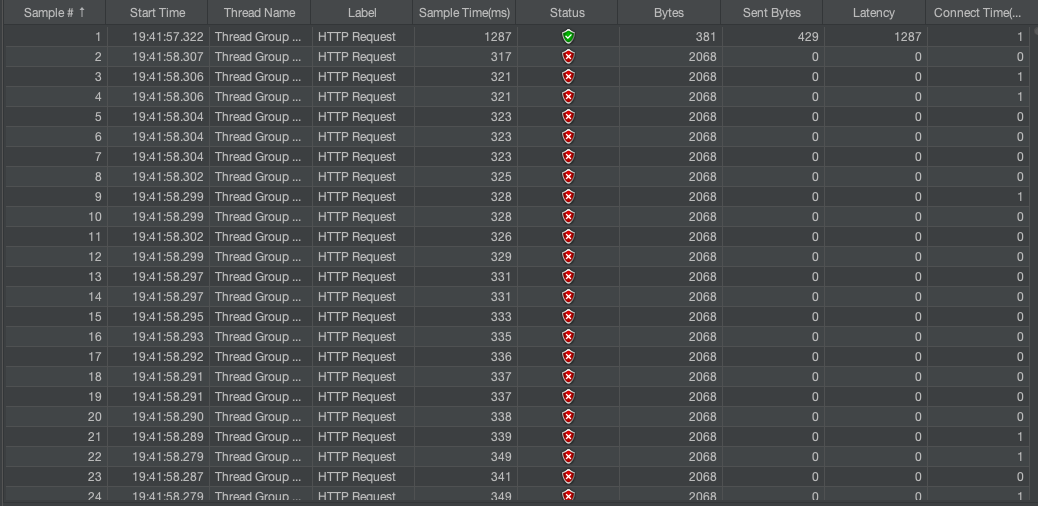 Sample # ↑ Start Time Thread Name Label Sample Time(ms) Status Bytes Sent Bytes Latency Connect Time(...
1 19:41:57.322 Thread Group ... HTTP Request 1287 381 429 1287 1
2 19:41:58.307 Thread Group ... HTTP Request 317 2068 0 0 0
3 19:41:58.306 Thread Group ... HTTP Request 321 2068 0 0 1
4 19:41:58.306 Thread Group ... HTTP Request 321 2068 0 0 1
5 19:41:58.304 Thread Group ... HTTP Request 323 2068 0 0 0
6 19:41:58.304 Thread Group ... HTTP Request 323 2068 0 0 0
7 19:41:58.304 Thread Group ... HTTP Request 323 2068 0 0 0
8 19:41:58.302 Thread Group ... HTTP Request 325 2068 0 0 0
9 19:41:58.299 Thread Group ... HTTP Request 328 2068 0 0 1
10 19:41:58.299 Thread Group ... HTTP Request 328 2068 0 0 0
11 19:41:58.302 Thread Group ... HTTP Request 326 2068 0 0 0
12 19:41:58.299 Thread Group ... HTTP Request 329 2068 0 0 0
13 19:41:58.297 Thread Group ... HTTP Request 331 2068 0 0 0
14 19:41:58.297 Thread Group ... HTTP Request 331 2068 0 0 0
15 19:41:58.295 Thread Group ... HTTP Request 333 2068 0 0 0
16 19:41:58.293 Thread Group ... HTTP Request 335 2068 0 0 0
17 19:41:58.292 Thread Group ... HTTP Request 336 2068 0 0 0
18 19:41:58.291 Thread Group ... HTTP Request 337 2068 0 0 0
19 19:41:58.291 Thread Group ... HTTP Request 337 2068 0 0 0
20 19:41:58.290 Thread Group ... HTTP Request 338 2068 0 0 0
21 19:41:58.289 Thread Group ... HTTP Request 339 2068 0 0 1
22 19:41:58.279 Thread Group ... HTTP Request 349 2068 0 0 1
23 19:41:58.287 Thread Group ... HTTP Request 341 2068 0 0 0
24 19:41:58.279 Thread Group ... HTTP Request 349 2068 0 0 1